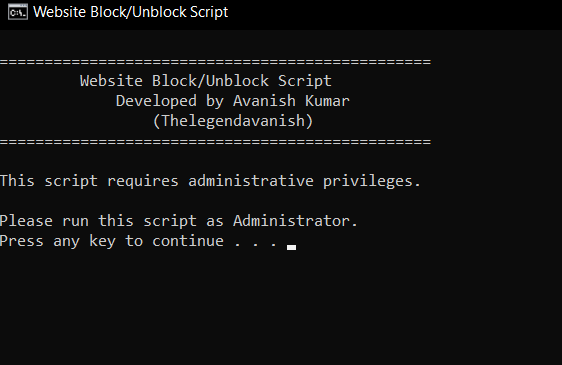 Website Block/Unblock Script
================================================
Website Block/Unblock Script
Developed by Avanish Kumar
(Thelegendavanish)
================================================
This script requires administrative privileges.
Please run this script as Administrator.
Press any key to continue . . .